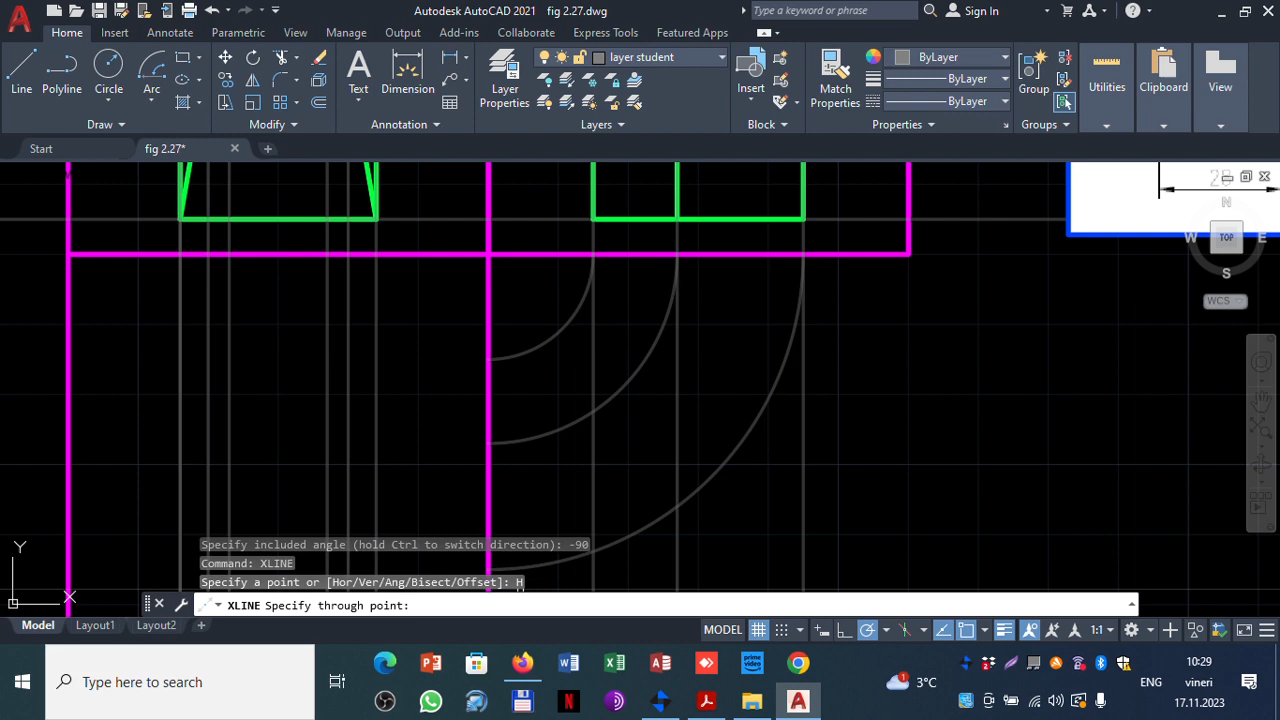 Autodesk AutoCAD 2021 fig 2.27.dwg
Type a keyword or phrase
Sign In
Home Insert Annotate Parametric View Manage Output Add-ins Collaborate Express Tools Featured Apps
Line Polyline Circle Arc
Text Dimension
Layer Properties
layer student
Insert
Match Properties
ByLayer
ByLayer
ByLayer
Group
Utilities
Clipboard
View
Draw Modify Annotation Layers Block Properties Groups
Start fig 2.27*
N
W TOP E
S
WCS
Y
X
Specify included angle (hold Ctrl to switch direction): -90
Command: XLINE
Specify a point or [Hor/Ver/Ang/Bisect/Offset]: H
XLINE Specify through point:
Model Layout1 Layout2 +
MODEL 1:1
Type here to search
3°C
ENG
10:29
vineri
17.11.2023